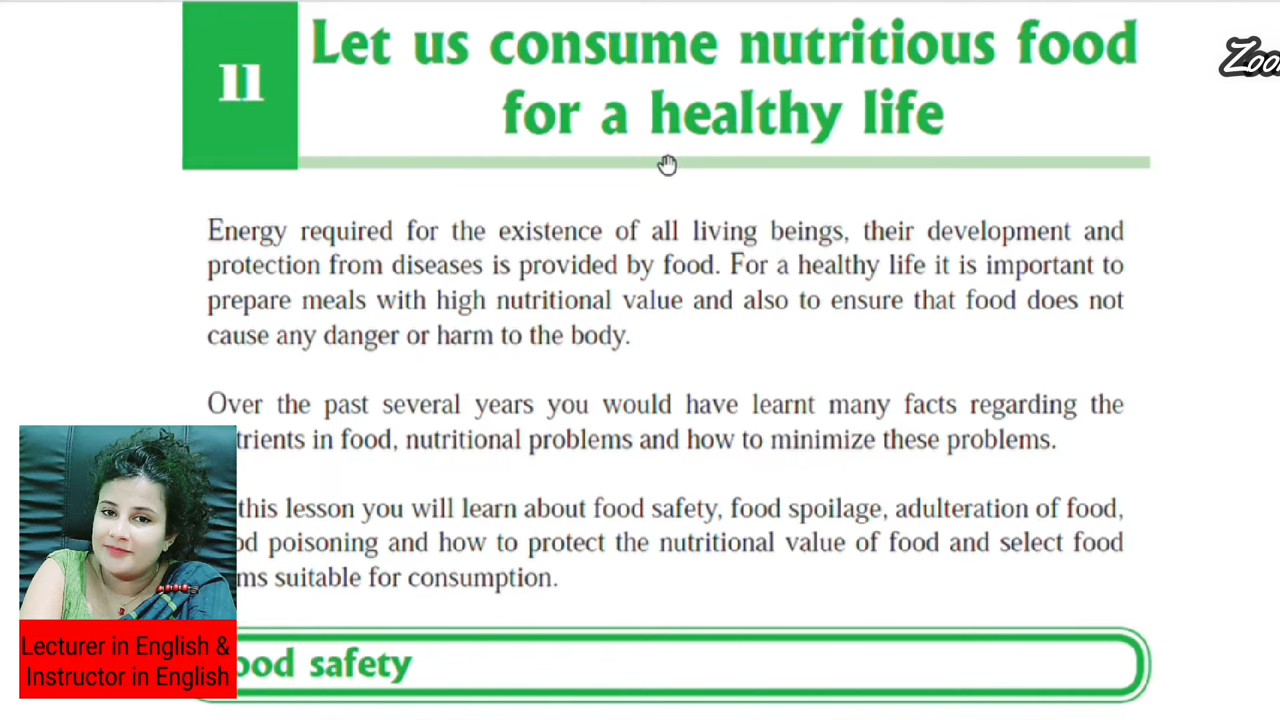 11
Let us consume nutritious food
for a healthy life
Energy required for the existence of all living beings, their development and
protection from diseases is provided by food. For a healthy life it is important to
prepare meals with high nutritional value and also to ensure that food does not
cause any danger or harm to the body.
Over the past several years you would have learnt many facts regarding the
in food, nutritional problems and how to minimize these problems.
this lesson you will learn about food safety, food spoilage, adulteration of food,
poisoning and how to protect the nutritional value of food and select food
suitable for consumption.
safety
Lecturer in English &
Instructor in English